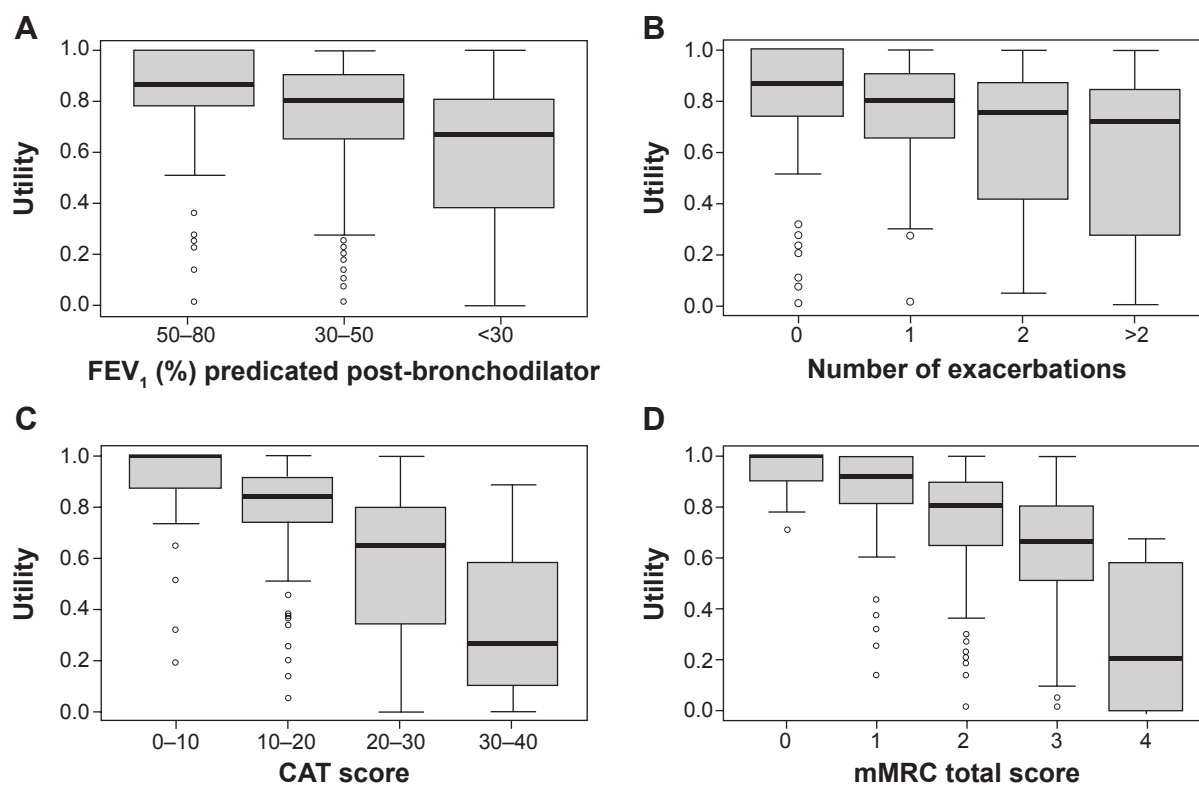 A
Utility
1.0
0.8
0.6
0.4
0.2
0.0
50–80 30–50 <30
FEV1 (%) predicated post-bronchodilator
B
Utility
1.0
0.8
0.6
0.4
0.2
0.0
0 1 2 >2
Number of exacerbations
C
Utility
1.0
0.8
0.6
0.4
0.2
0.0
0–10 10–20 20–30 30–40
CAT score
D
Utility
1.0
0.8
0.6
0.4
0.2
0.0
0 1 2 3 4
mMRC total score